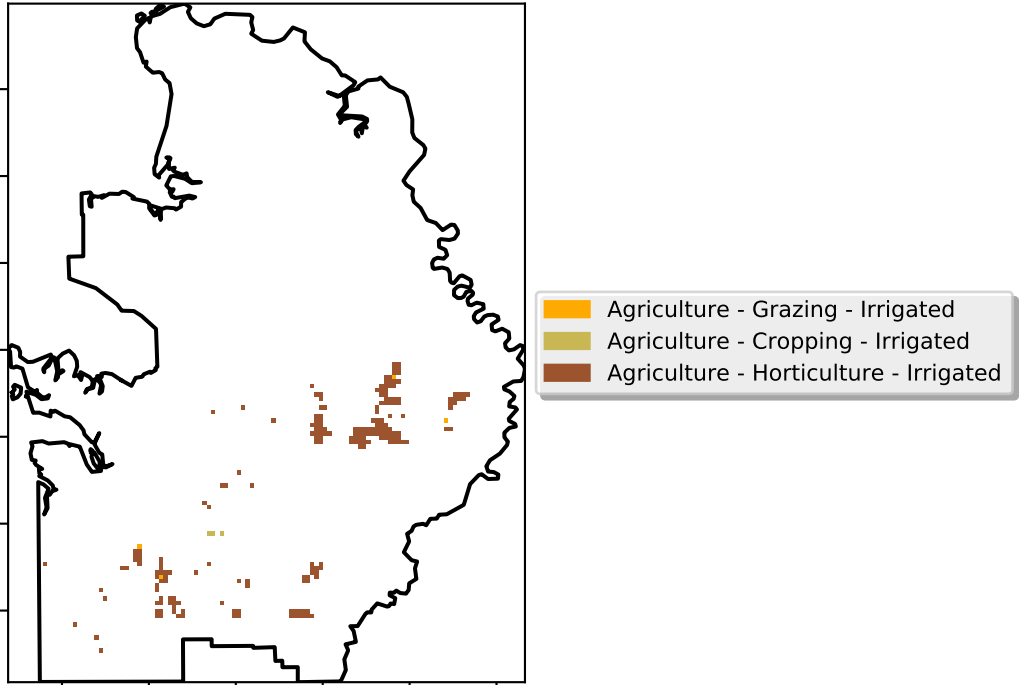 Agriculture - Grazing - Irrigated
Agriculture - Cropping - Irrigated
Agriculture - Horticulture - Irrigated